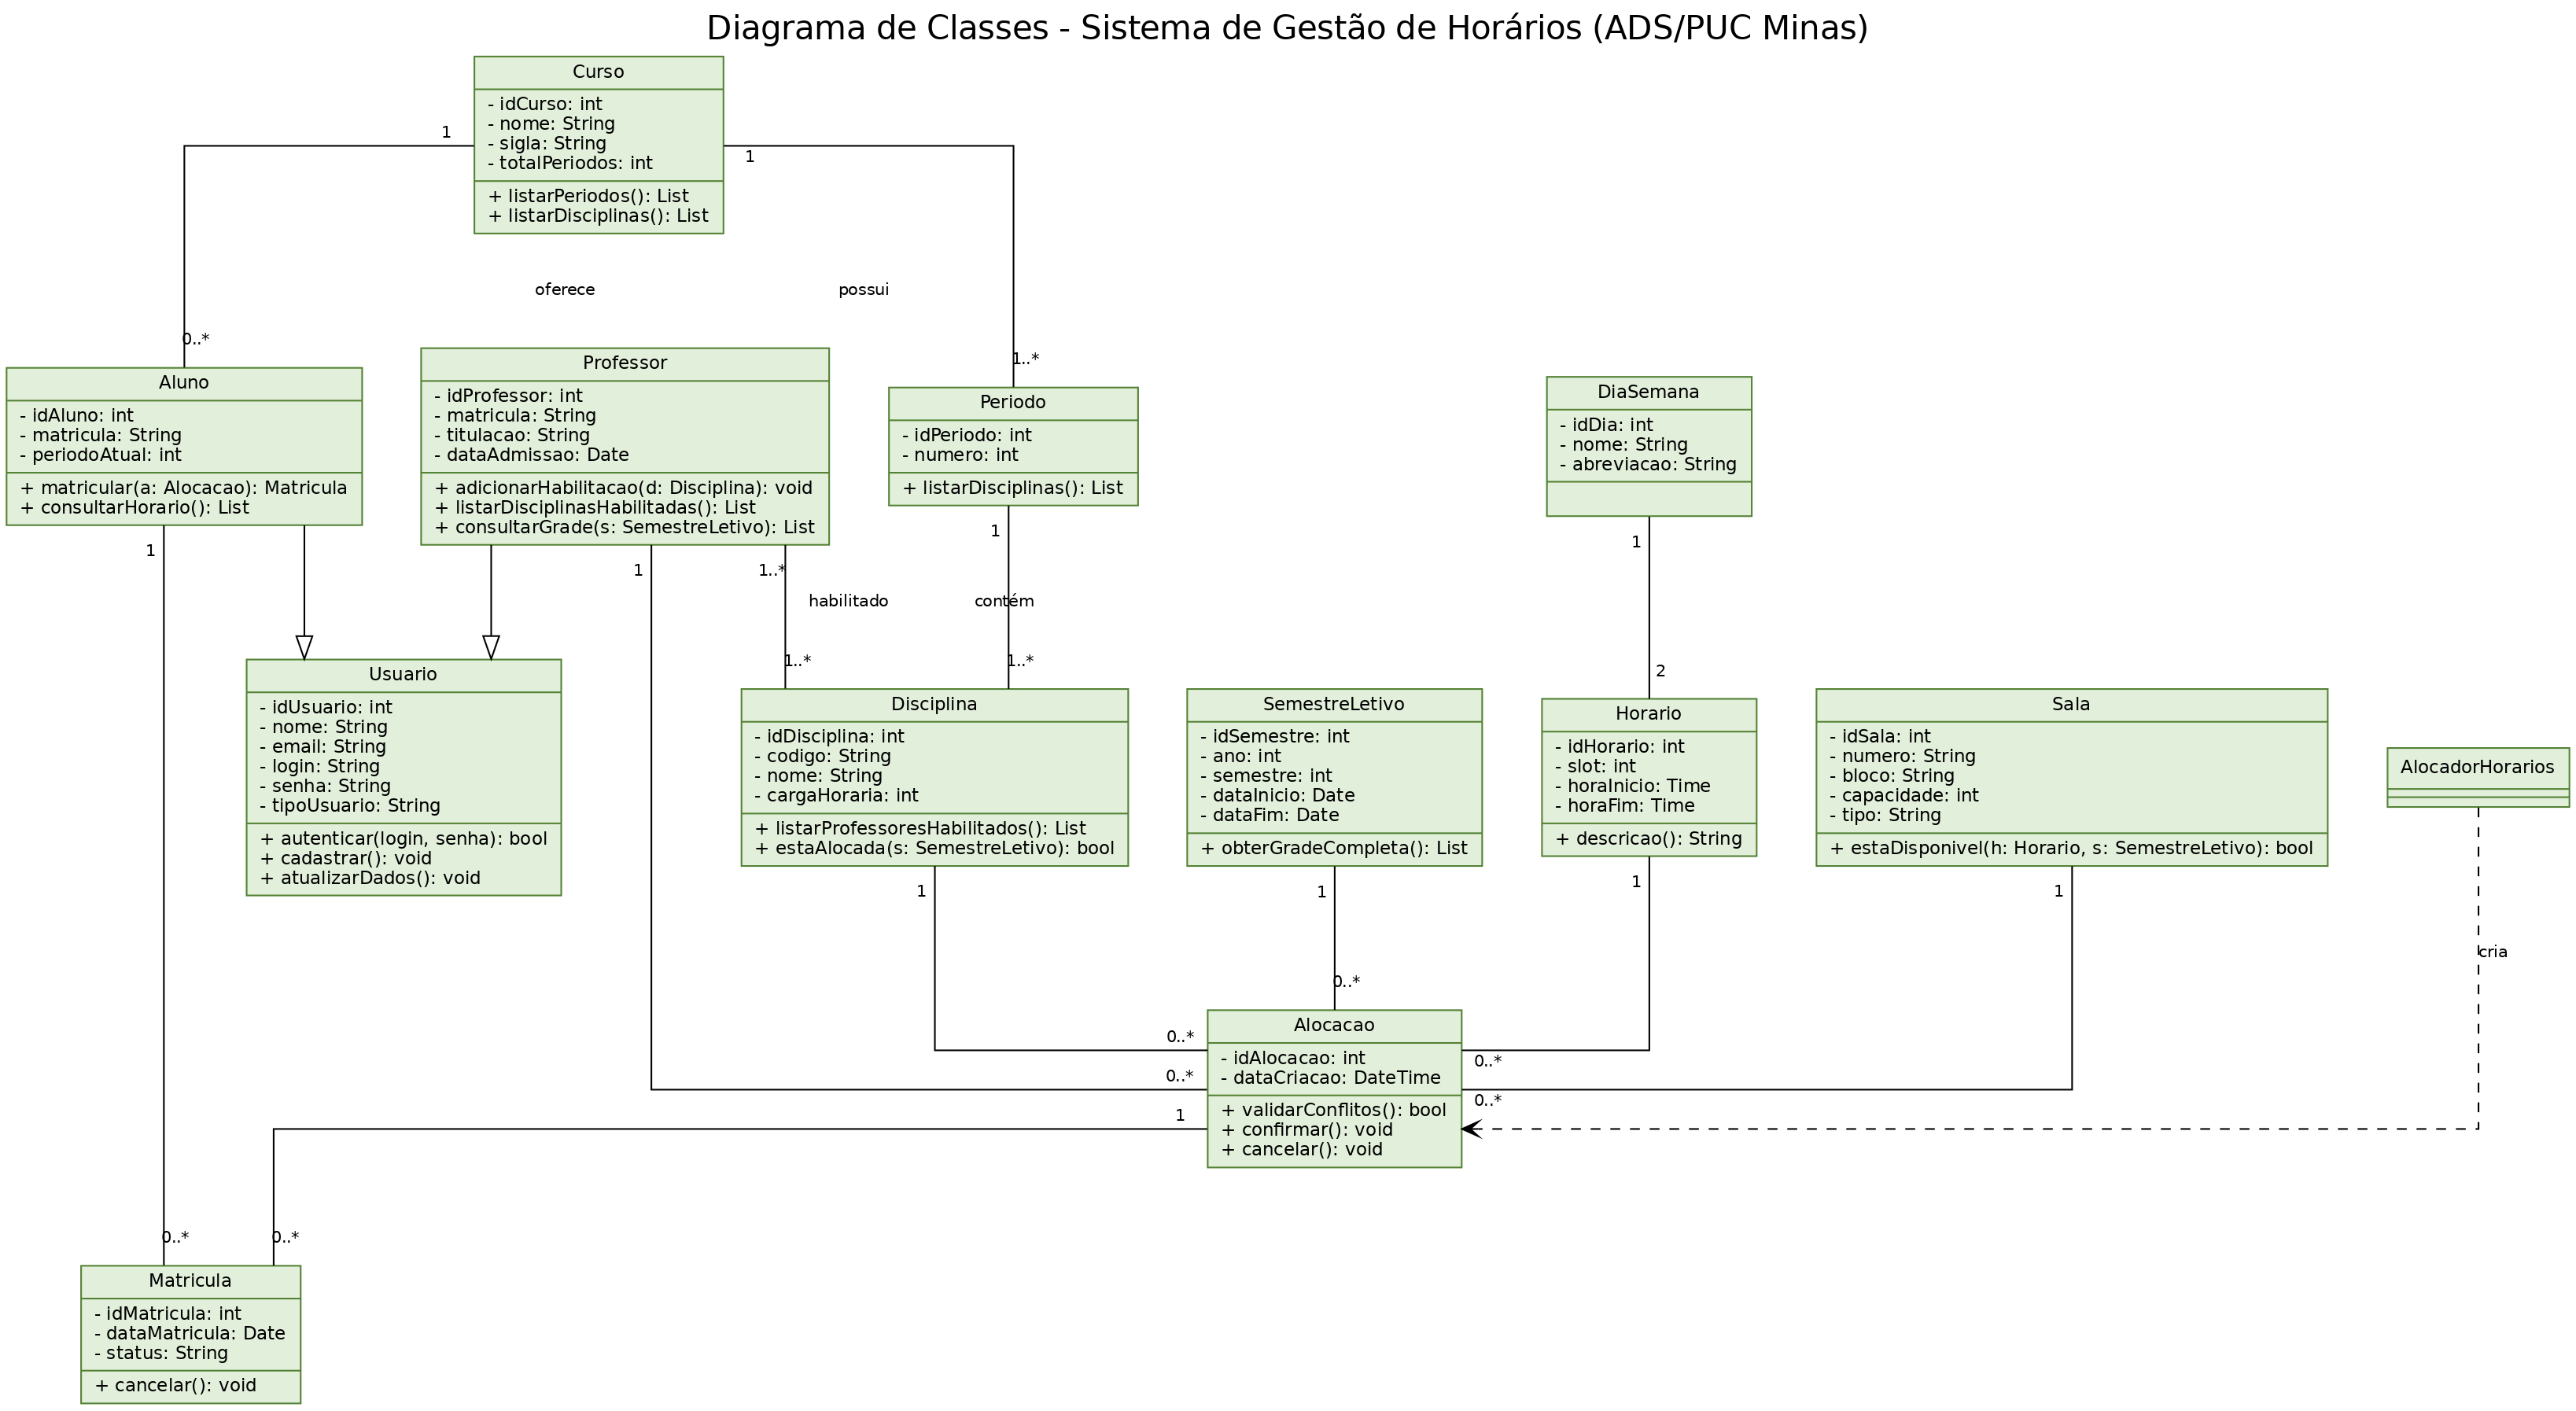 Diagrama de Classes - Sistema de Gestão de Horários (ADS/PUC Minas)
Curso
- idCurso: int
- nome: String
- sigla: String
- totalPeriodos: int
+ listarPeriodos(): List
+ listarDisciplinas(): List
1
1
oferece
possui
0..*
1..*
Aluno
- idAluno: int
- matricula: String
- periodoAtual: int
+ matricular(a: Alocacao): Matricula
+ consultarHorario(): List
Professor
- idProfessor: int
- matricula: String
- titulacao: String
- dataAdmissao: Date
+ adicionarHabilitacao(d: Disciplina): void
+ listarDisciplinasHabilitadas(): List
+ consultarGrade(s: SemestreLetivo): List
Periodo
- idPeriodo: int
- numero: int
+ listarDisciplinas(): List
DiaSemana
- idDia: int
- nome: String
- abreviacao: String
1
1
1..*
1
1
habilitado
contém
1..*
1..*
2
Usuario
- idUsuario: int
- nome: String
- email: String
- login: String
- senha: String
- tipoUsuario: String
+ autenticar(login, senha): bool
+ cadastrar(): void
+ atualizarDados(): void
Disciplina
- idDisciplina: int
- codigo: String
- nome: String
- cargaHoraria: int
+ listarProfessoresHabilitados(): List
+ estaAlocada(s: SemestreLetivo): bool
SemestreLetivo
- idSemestre: int
- ano: int
- semestre: int
- dataInicio: Date
- dataFim: Date
+ obterGradeCompleta(): List
Horario
- idHorario: int
- slot: int
- horaInicio: Time
- horaFim: Time
+ descricao(): String
Sala
- idSala: int
- numero: String
- bloco: String
- capacidade: int
- tipo: String
+ estaDisponivel(h: Horario, s: SemestreLetivo): bool
AlocadorHorarios
1
1
1
1
cria
0..*
0..*
0..*
0..*
0..*
1
Alocacao
- idAlocacao: int
- dataCriacao: DateTime
+ validarConflitos(): bool
+ confirmar(): void
+ cancelar(): void
0..*
0..*
Matricula
- idMatricula: int
- dataMatricula: Date
- status: String
+ cancelar(): void